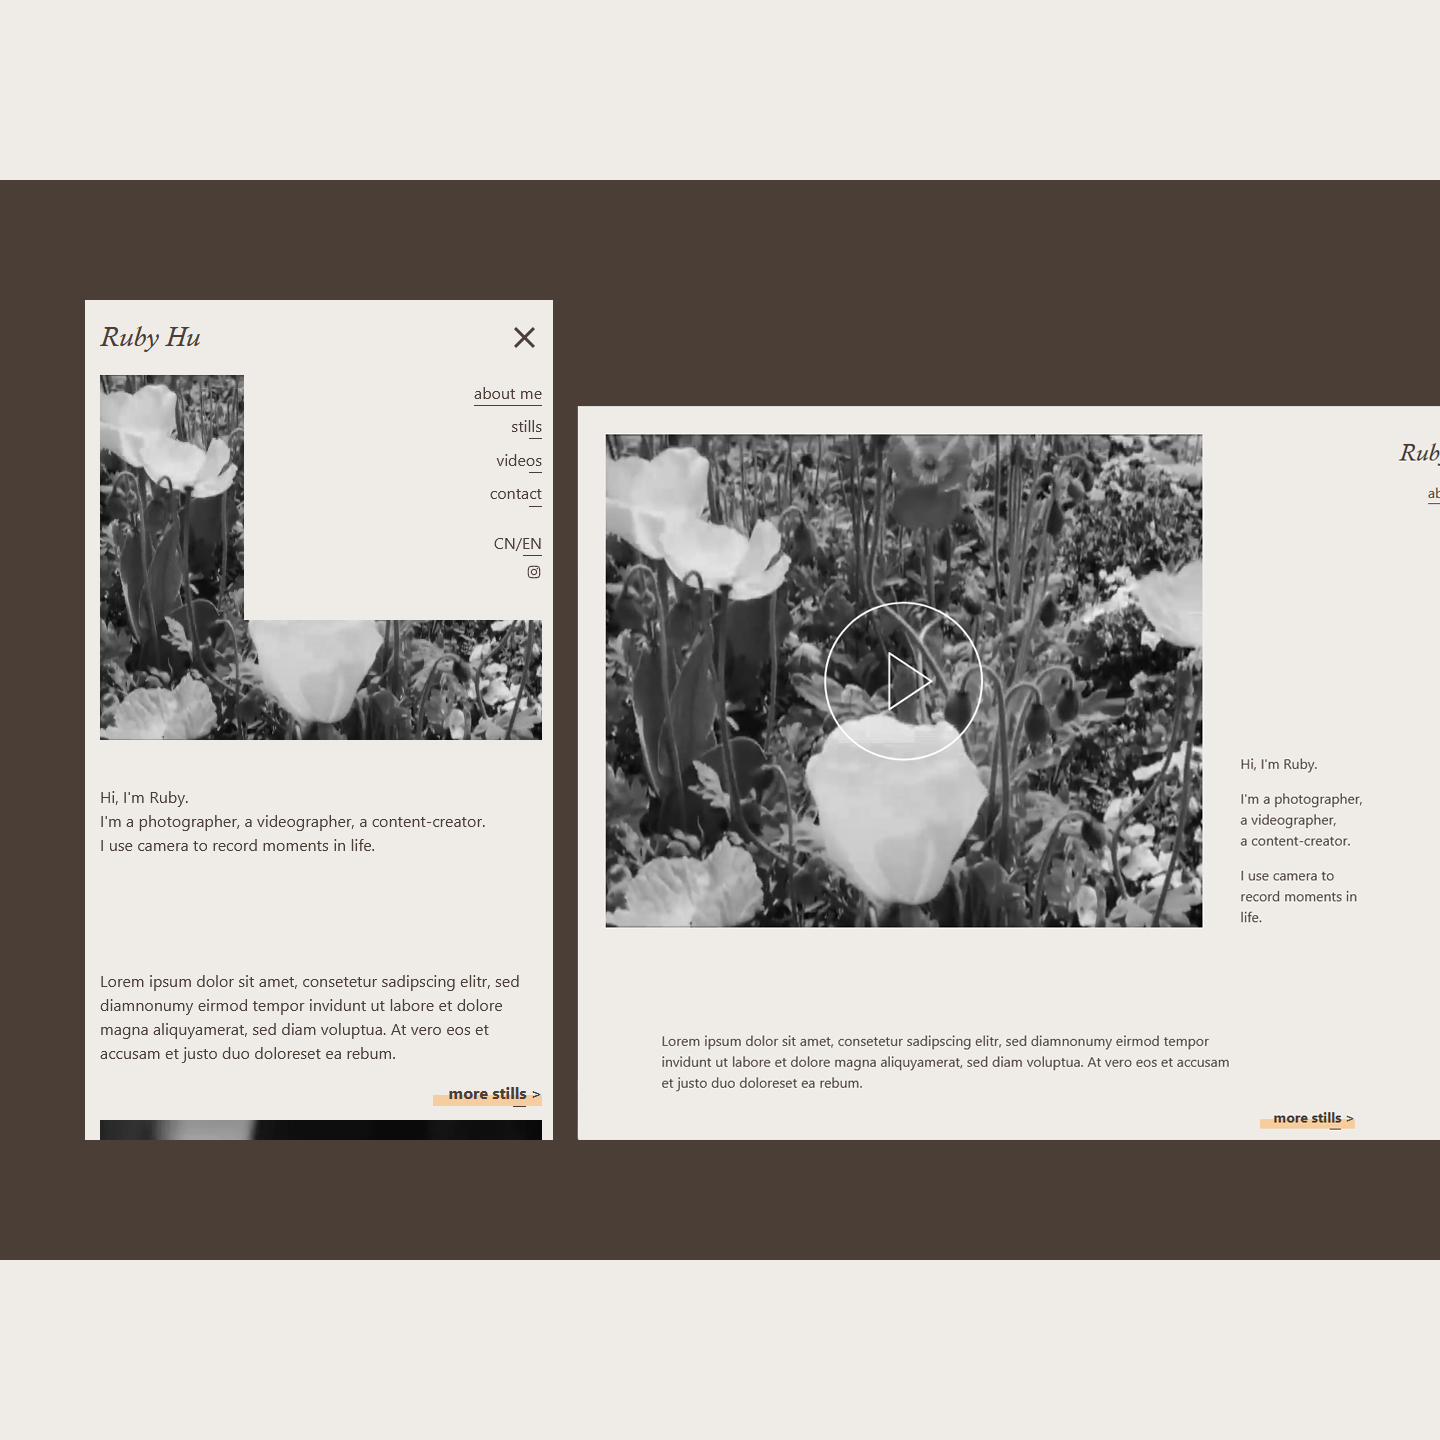 Ruby Hu
about me
stills
videos
contact
CN/EN
Hi, I'm Ruby.
I'm a photographer, a videographer, a content-creator.
I use camera to record moments in life.
Lorem ipsum dolor sit amet, consetetur sadipscing elitr, sed
diamnonumy eirmod tempor invidunt ut labore et dolore
magna aliquyamerat, sed diam voluptua. At vero eos et
accusam et justo duo doloreset ea rebum.
more stills >
Hi, I'm Ruby.
I'm a photographer,
a videographer,
a content-creator.
I use camera to
record moments in
life.
Lorem ipsum dolor sit amet, consetetur sadipscing elitr, sed diamnonumy eirmod tempor
invidunt ut labore et dolore magna aliquyamerat, sed diam voluptua. At vero eos et accusam
et justo duo doloreset ea rebum.
more stills >